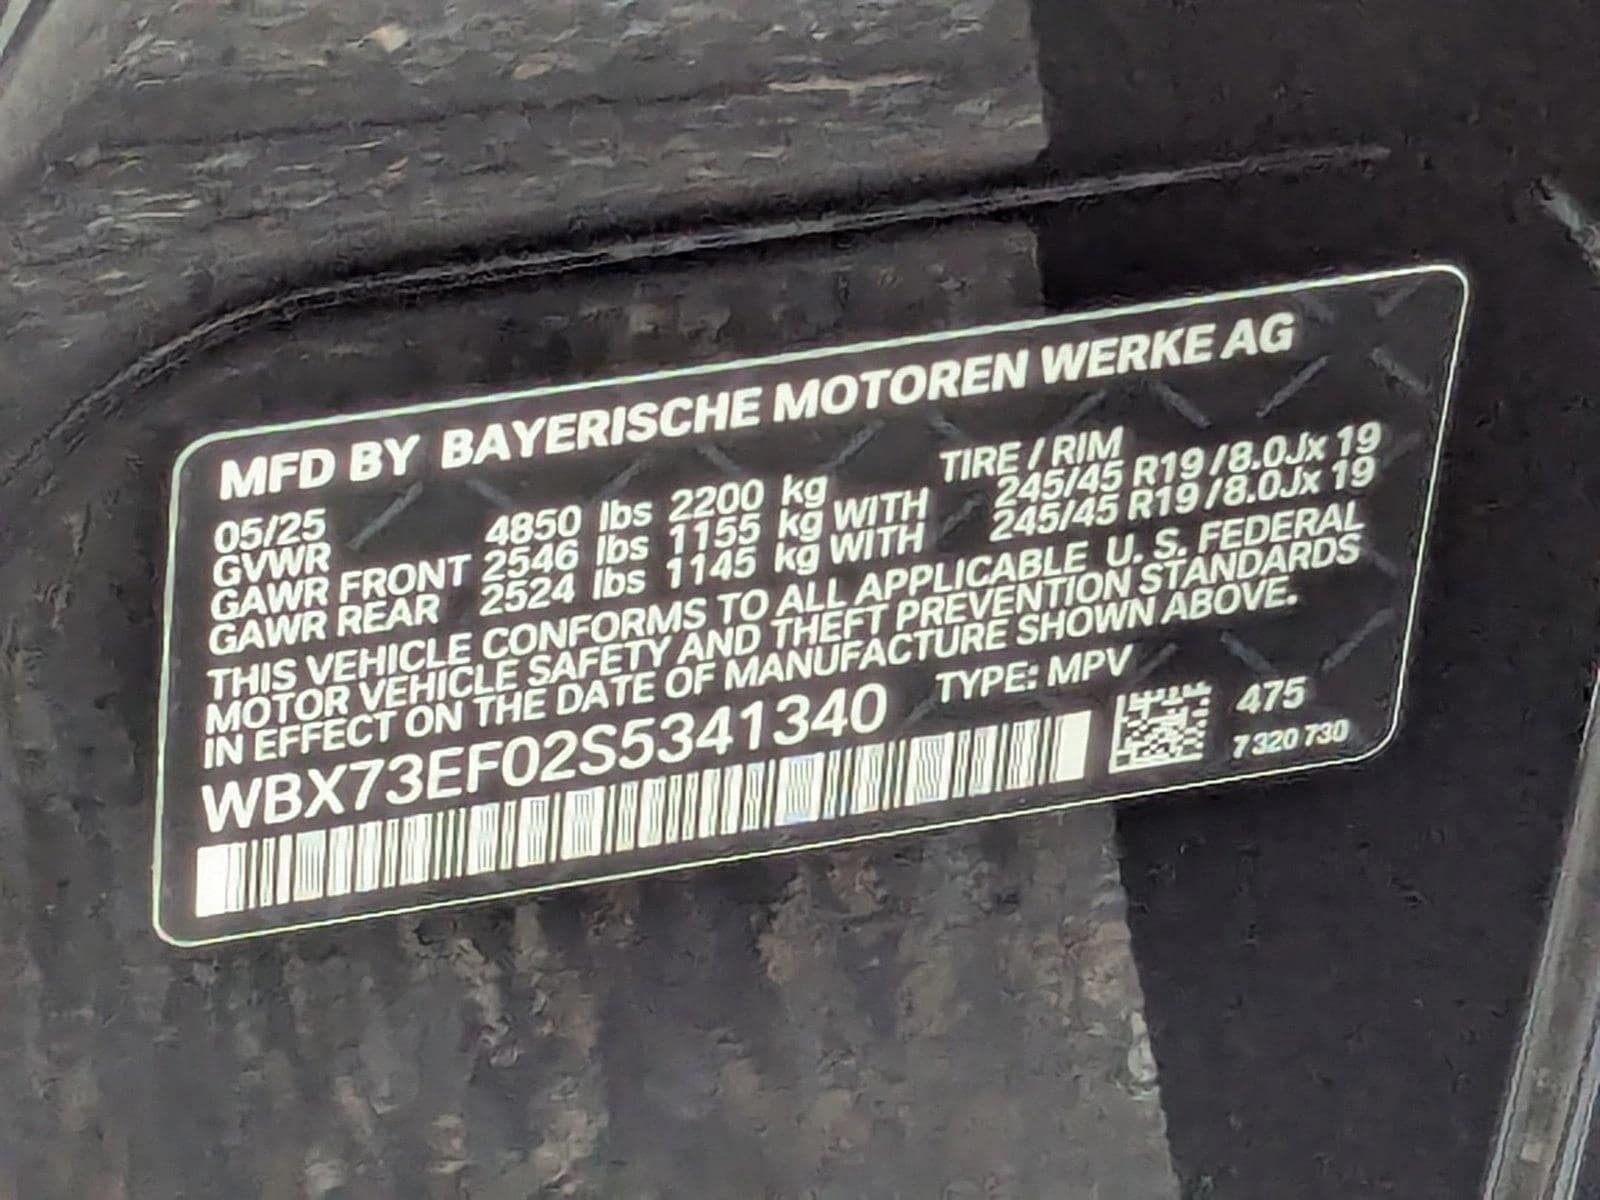 MFD BY BAYERISCHE MOTOREN WERKE AG
05/25 TIRE / RIM
GVWR 4850 lbs 2200 kg
GAWR FRONT 2546 lbs 1155 kg WITH 245/45 R19 /8.0Jx 19
GAWR REAR 2524 lbs 1145 kg WITH 245/45 R19 /8.0Jx 19
THIS VEHICLE CONFORMS TO ALL APPLICABLE U. S. FEDERAL
MOTOR VEHICLE SAFETY AND THEFT PREVENTION STANDARDS
IN EFFECT ON THE DATE OF MANUFACTURE SHOWN ABOVE.
WBX73EF02S5341340 TYPE: MPV
475
7 320 730